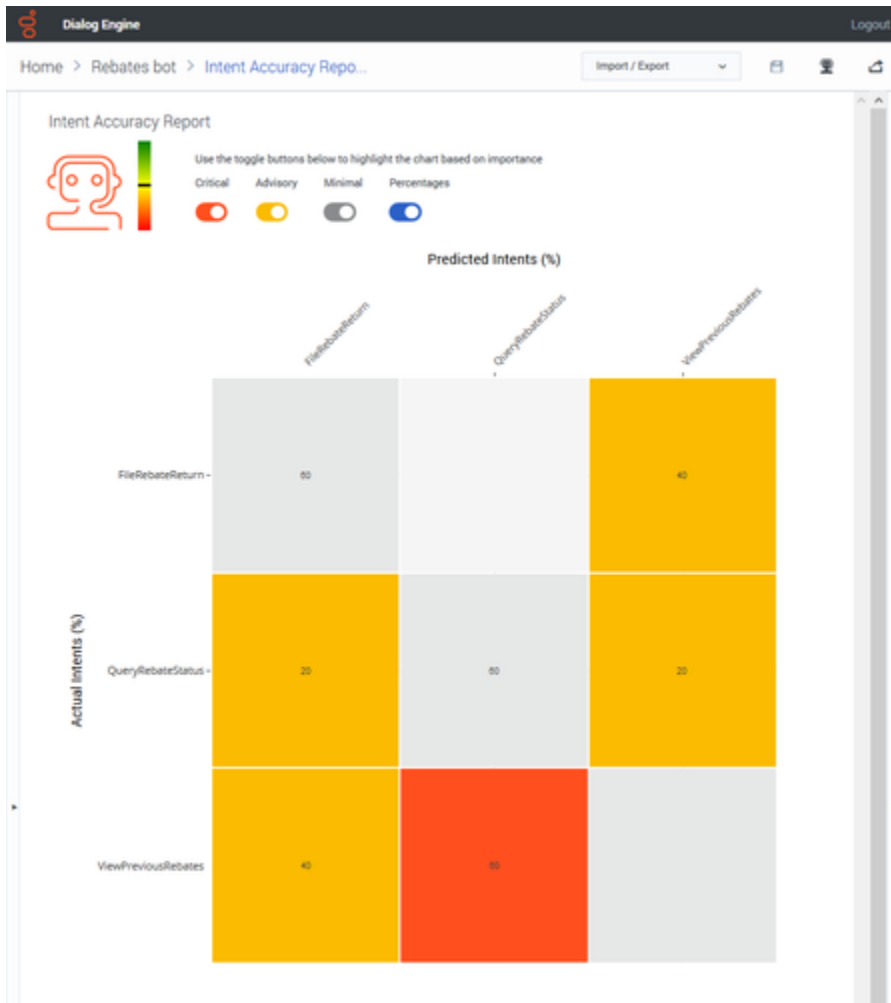 Dialog Engine
Logout
Home > Rebates bot > Intent Accuracy Repo...
Import / Export
Intent Accuracy Report
Use the toggle buttons below to highlight the chart based on importance
Critical Advisory Minimal Percentages
Predicted Intents (%)
FileRebateReturn QueryRebateStatus ViewPreviousRebates
Actual Intents (%)
FileRebateReturn 60 40
QueryRebateStatus 20 60 20
ViewPreviousRebates 40 60